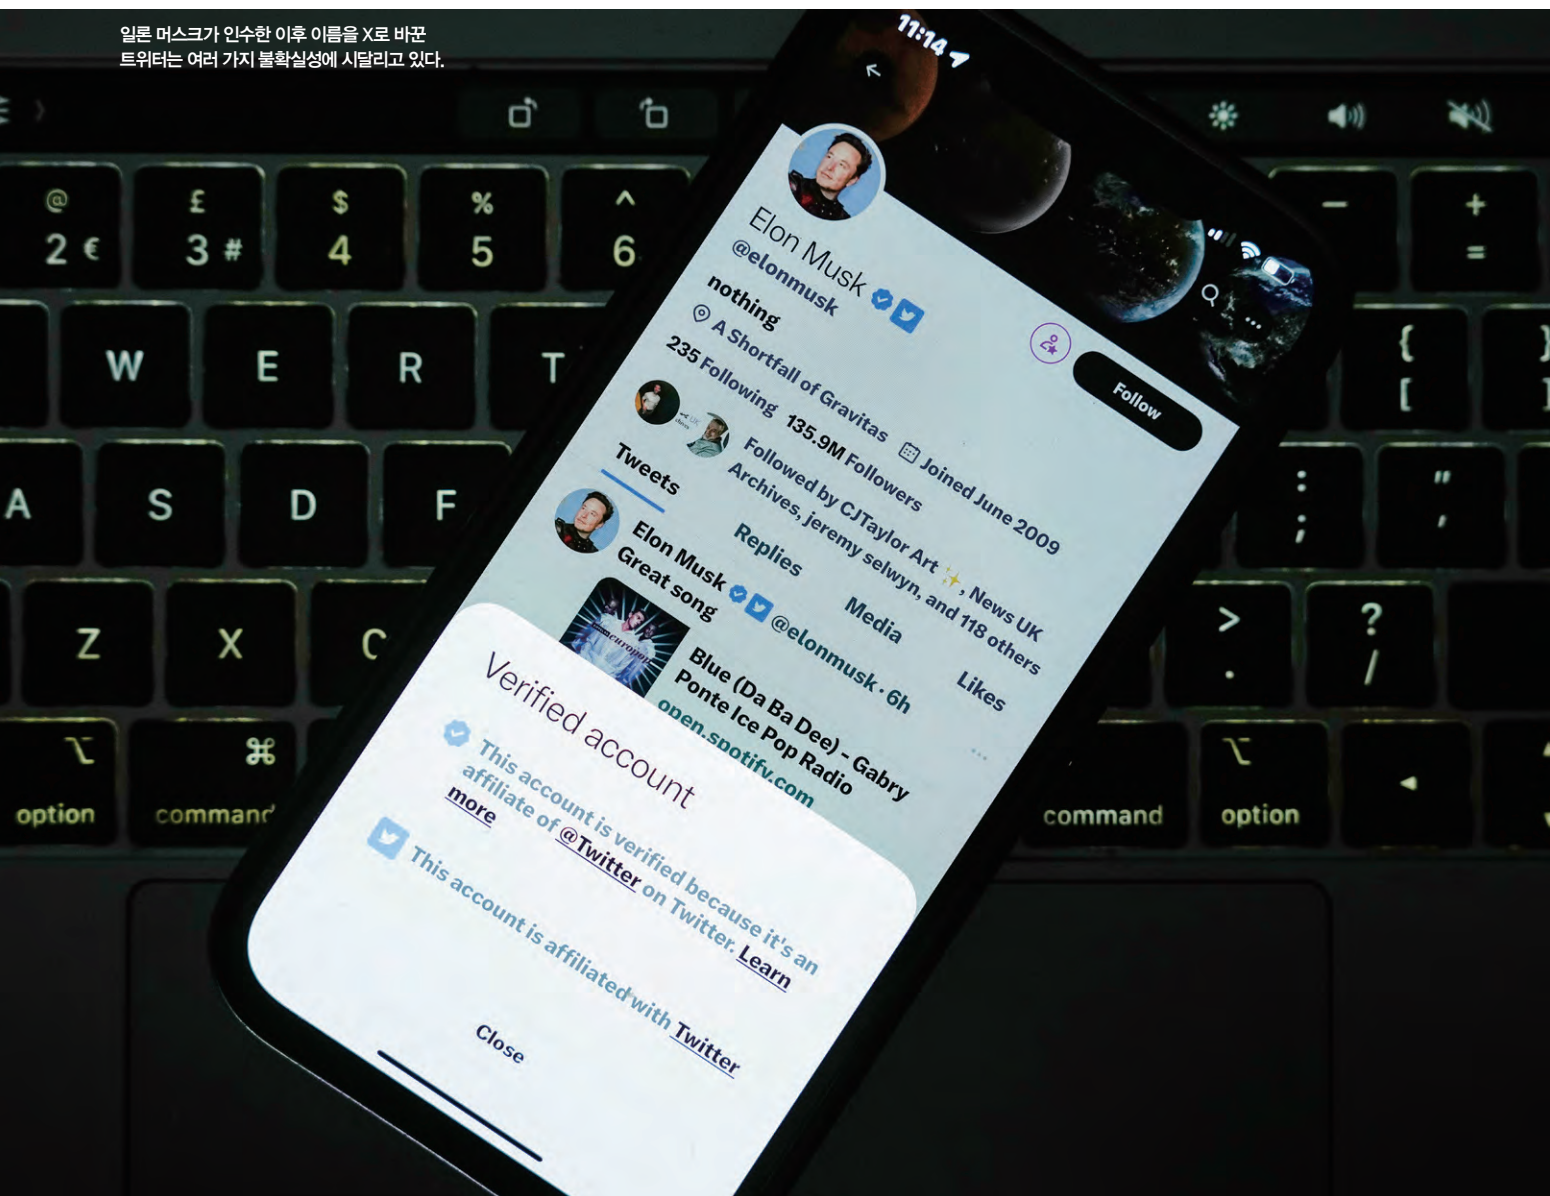 일론 머스크가 인수한 이후 이름을 X로 바꾼
트위터는 여러 가지 불확실성에 시달리고 있다.
11:14
Elon Musk
@elonmusk
nothing
A Shortfall of Gravitas Joined June 2009
235 Following 135.9M Followers
Followed by CJTaylor Art ✨, News UK
Archives, jeremy selwyn, and 118 others
Follow
Tweets Replies Media Likes
Elon Musk @elonmusk · 6h
Great song
europop
Blue (Da Ba Dee) - Gabry
Ponte Ice Pop Radio
open.spotify.com
Verified account
This account is verified because it's an
affiliate of @Twitter on Twitter. Learn
more
This account is affiliated with Twitter
Close
@ £ $ % ^ - +
2 € 3 # 4 5 6 =
W E R T { }
[
A S D F : "
; '
Z X C > ?
. /
⌥ ⌘ ⌥
option command command option ◂